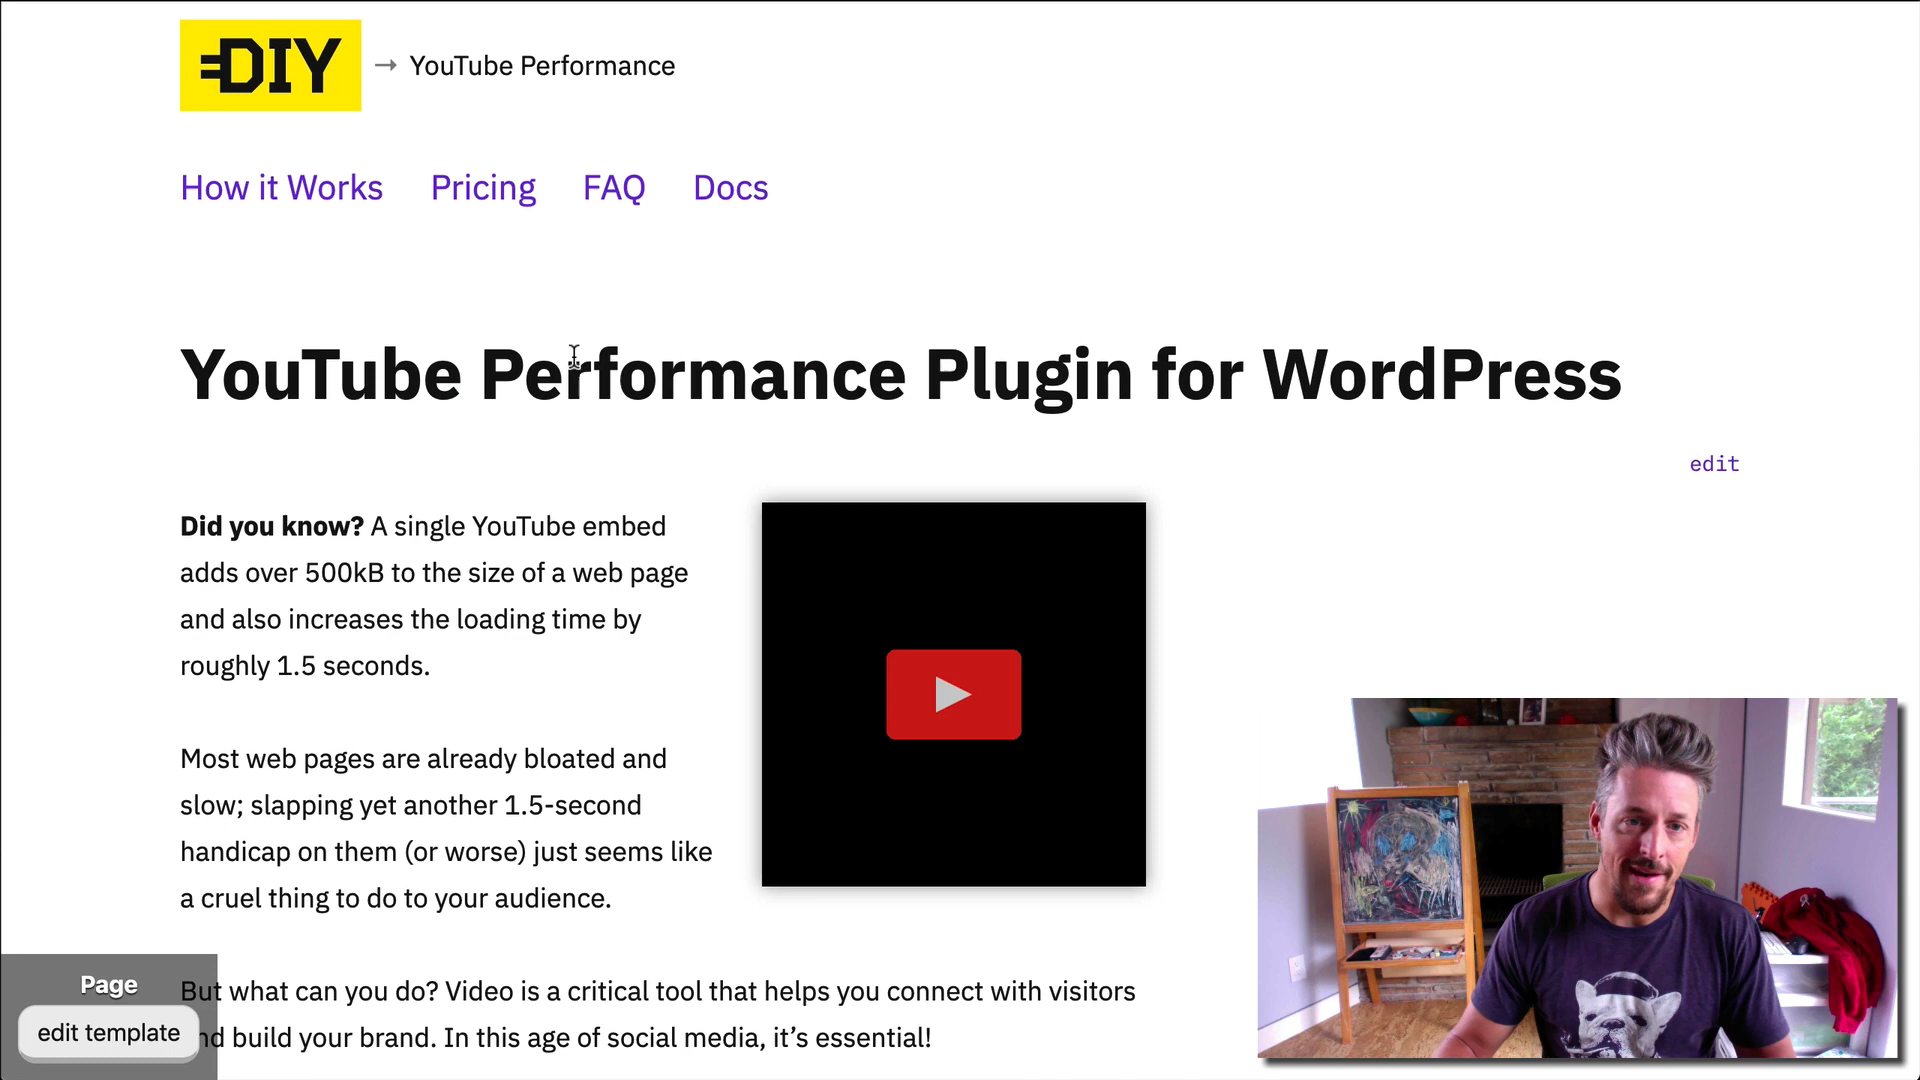 DIY → YouTube Performance
How it Works Pricing FAQ Docs
YouTube Performance Plugin for WordPress
edit
Did you know? A single YouTube embed
adds over 500kB to the size of a web page
and also increases the loading time by
roughly 1.5 seconds.
Most web pages are already bloated and
slow; slapping yet another 1.5-second
handicap on them (or worse) just seems like
a cruel thing to do to your audience.
But what can you do? Video is a critical tool that helps you connect with visitors
and build your brand. In this age of social media, it’s essential!
Page
edit template